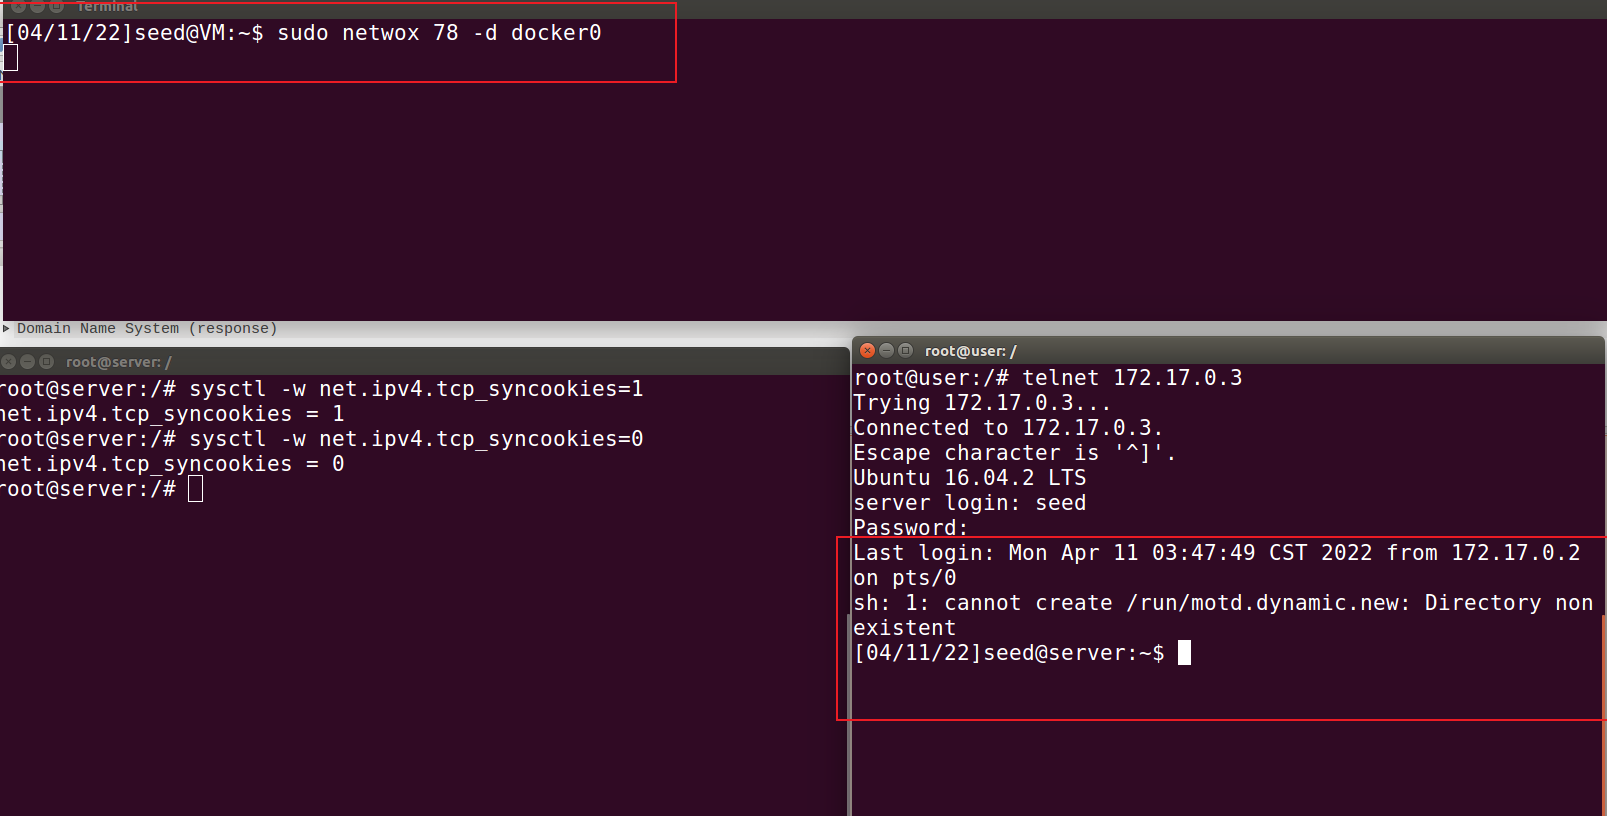 Terminal
[04/11/22]seed@VM:~$ sudo netwox 78 -d docker0
Domain Name System (response)
root@server: /
root@server:/# sysctl -w net.ipv4.tcp_syncookies=1
net.ipv4.tcp_syncookies = 1
root@server:/# sysctl -w net.ipv4.tcp_syncookies=0
net.ipv4.tcp_syncookies = 0
root@server:/#
root@user: /
root@user:/# telnet 172.17.0.3
Trying 172.17.0.3...
Connected to 172.17.0.3.
Escape character is '^]'.
Ubuntu 16.04.2 LTS
server login: seed
Password:
Last login: Mon Apr 11 03:47:49 CST 2022 from 172.17.0.2
on pts/0
sh: 1: cannot create /run/motd.dynamic.new: Directory non
existent
[04/11/22]seed@server:~$